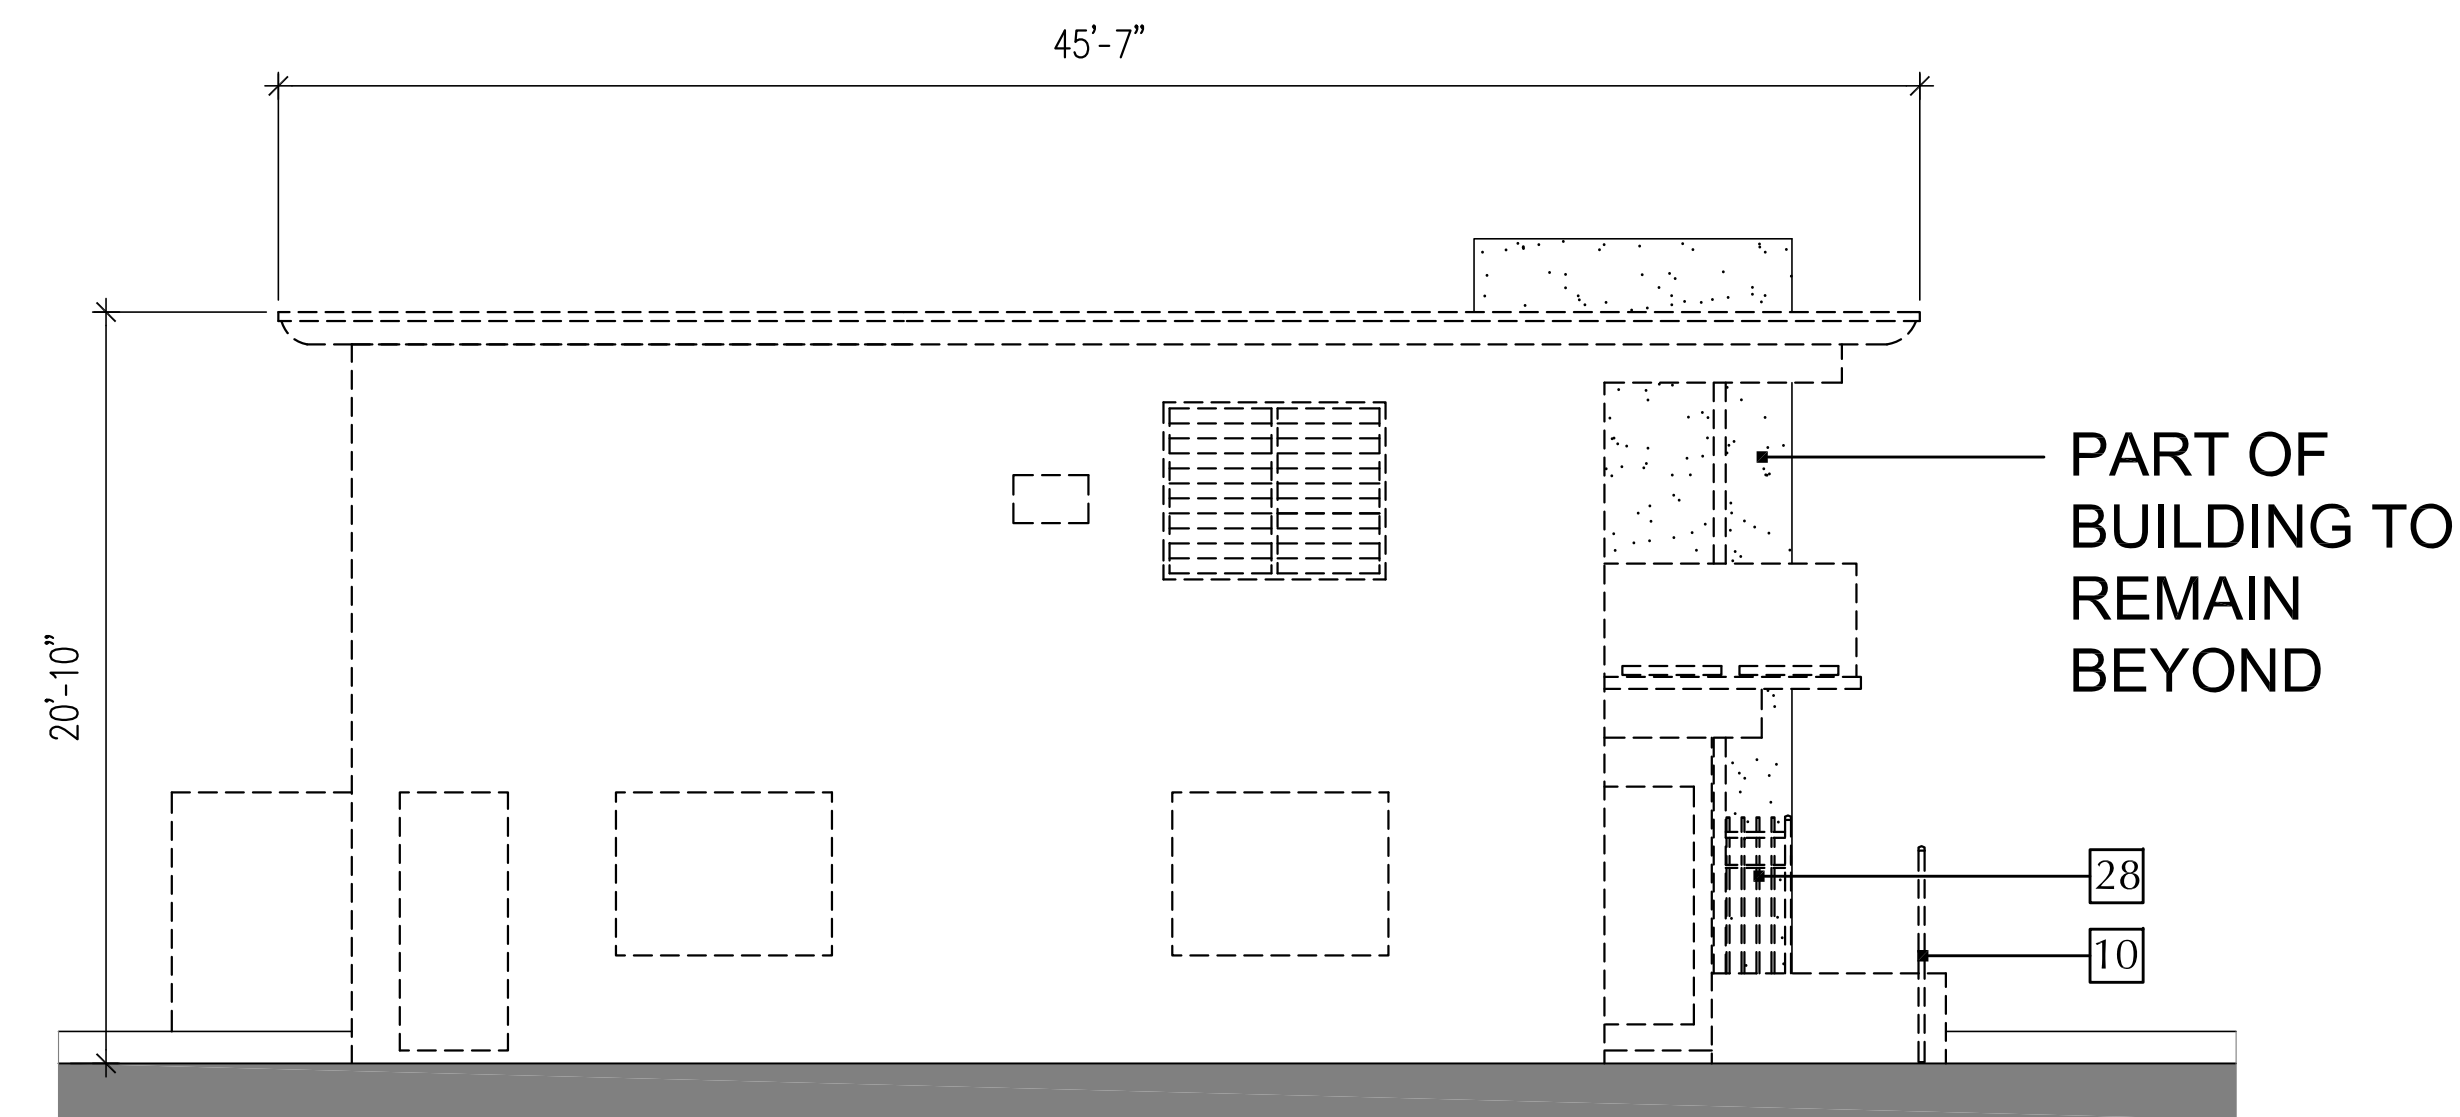 45'-7"
20'-10"
PART OF
BUILDING TO
REMAIN
BEYOND
28
10